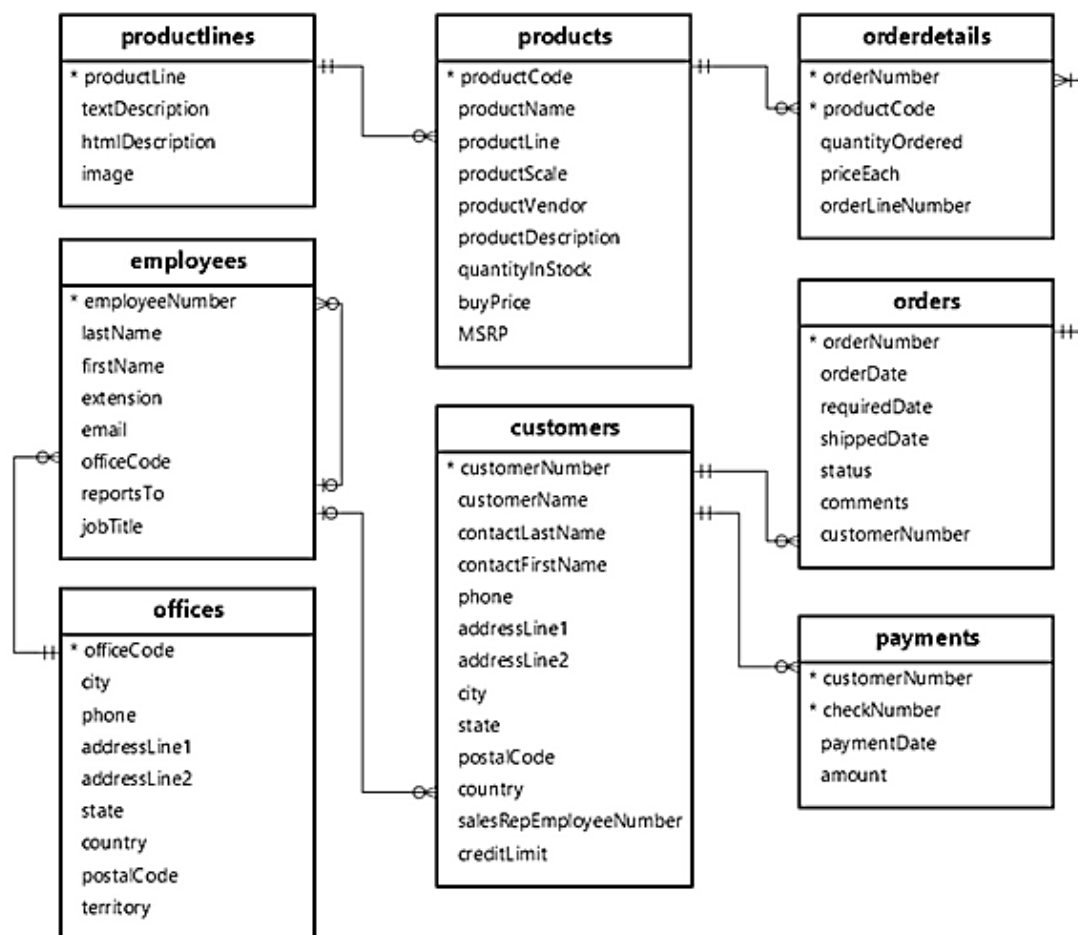 productlines
* productLine
textDescription
htmlDescription
image
products
* productCode
productName
productLine
productScale
productVendor
productDescription
quantityInStock
buyPrice
MSRP
orderdetails
* orderNumber
* productCode
quantityOrdered
priceEach
orderLineNumber
employees
* employeeNumber
lastName
firstName
extension
email
officeCode
reportsTo
jobTitle
customers
* customerNumber
customerName
contactLastName
contactFirstName
phone
addressLine1
addressLine2
city
state
postalCode
country
salesRepEmployeeNumber
creditLimit
orders
* orderNumber
orderDate
requiredDate
shippedDate
status
comments
customerNumber
offices
* officeCode
city
phone
addressLine1
addressLine2
state
country
postalCode
territory
payments
* customerNumber
* checkNumber
paymentDate
amount